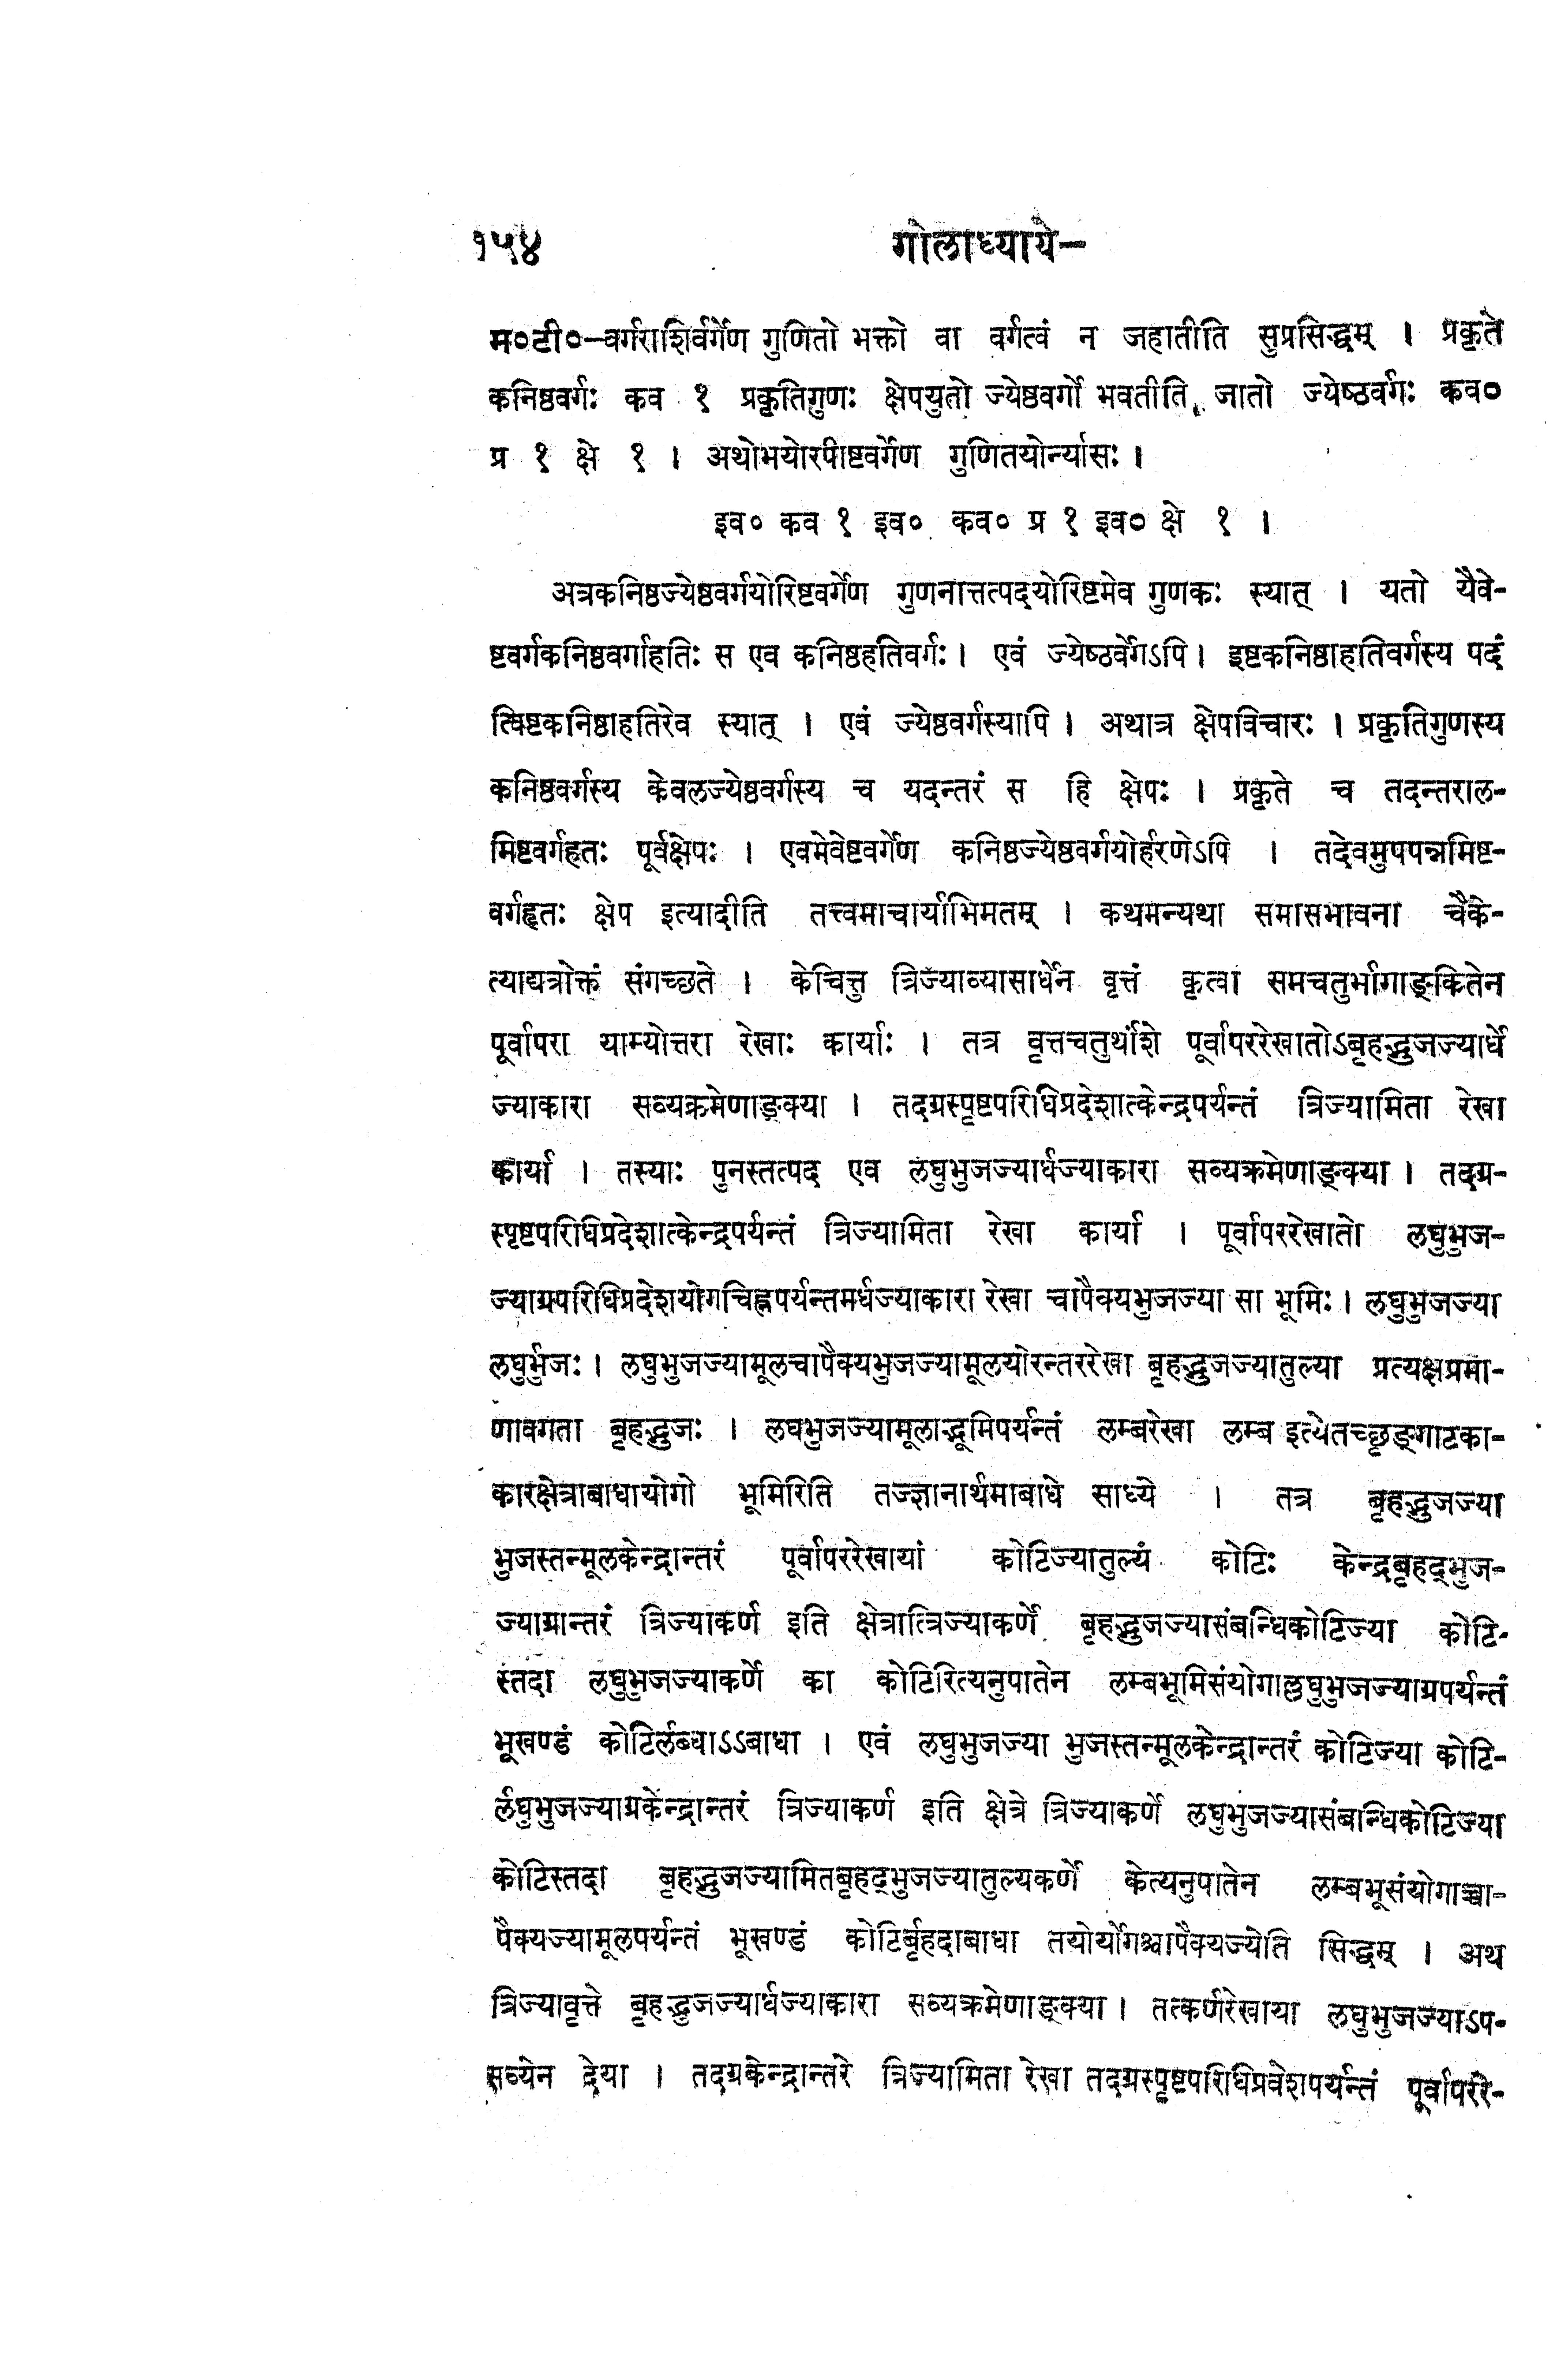 १५४
गोलाध्याये-
म०टी०-वर्गराशिर्वर्गेण गुणितो भक्तो वा वर्गत्वं न जहातीति सुप्रसिद्धम् । प्रकृते
कनिष्ठवर्गः कव १ प्रकृतिगुणः क्षेपयुतो ज्येष्ठवर्गो भवतीति, जातो ज्येष्ठवर्गः कव०
प्र १ क्षे १ । अथोभयोरपीष्टवर्गेण गुणितयोर्न्यासः ।
इव० कव १ इव० कव० प्र १ इव० क्षे १ ।
अत्रकनिष्ठज्येष्ठवर्गयोरिष्टवर्गेण गुणनात्तत्पदयोरिष्टमेव गुणकः स्यात् । यतो यैवे-
ष्टवर्गकनिष्ठवर्गाहतिः स एव कनिष्ठहतिवर्गः । एवं ज्येष्ठवर्गेऽपि । इष्टकनिष्ठाहतिवर्गस्य पदं
त्विष्टकनिष्ठाहतिरेव स्यात् । एवं ज्येष्ठवर्गस्यापि । अथात्र क्षेपविचारः । प्रकृतिगुणस्य
कनिष्ठवर्गस्य केवलज्येष्ठवर्गस्य च यदन्तरं स हि क्षेपः । प्रकृते च तदन्तराल-
मिष्टवर्गहतः पूर्वक्षेपः । एवमेवेष्टवर्गेण कनिष्ठज्येष्ठवर्गयोर्हरणेऽपि । तदेवमुपपन्नमिष्ट-
वर्गहृतः क्षेप इत्यादीति तत्त्वमाचार्याभिमतम् । कथमन्यथा समासभावना चैके-
त्याद्यत्रोक्तं संगच्छते । केचित्तु त्रिज्याव्यासार्धेन वृत्तं कृत्वा समचतुर्भागाङ्कितेन
पूर्वापरा याम्योत्तरा रेखाः कार्याः । तत्र वृत्तचतुर्थांशे पूर्वापररेखातोऽबृहद्भुजज्यार्धे
ज्याकारा सव्यक्रमेणाङ्क्या । तदग्रस्पृष्टपरिधिप्रदेशात्केन्द्रपर्यन्तं त्रिज्यामिता रेखा
कार्या । तस्याः पुनस्तत्पद एव लघुभुजज्यार्धज्याकारा सव्यक्रमेणाङ्क्या । तदग्र-
स्पृष्टपरिधिप्रदेशात्केन्द्रपर्यन्तं त्रिज्यामिता रेखा कार्या । पूर्वापररेखातो लघुभुज-
ज्याग्रपरिधिप्रदेशयोगचिह्नपर्यन्तमर्धज्याकारा रेखा चापैक्यभुजज्या सा भूमिः । लघुभुजज्या
लघुर्भुजः । लघुभुजज्यामूलचापैक्यभुजज्यामूलयोरन्तररेखा बृहद्भुजज्यातुल्या प्रत्यक्षप्रमा-
णावगता बृहद्भुजः । लघभुजज्यामूलाद्भूमिपर्यन्तं लम्बरेखा लम्ब इत्येतच्छृङ्गाटका-
कारक्षेत्राबाधायोगो भूमिरिति तज्ज्ञानार्थमाबाधे साध्ये । तत्र बृहद्भुजज्या
भुजस्तन्मूलकेन्द्रान्तरं पूर्वापररेखायां कोटिज्यातुल्यं कोटिः केन्द्रबृहद्भुज-
ज्याग्रान्तरं त्रिज्याकर्ण इति क्षेत्रात्त्रिज्याकर्णे बृहद्भुजज्यासंबन्धिकोटिज्या कोटि-
स्तदा लघुभुजज्याकर्णे का कोटिरित्यनुपातेन लम्बभूमिसंयोगाल्लघुभुजज्याग्रपर्यन्तं
भूखण्डं कोटिर्लब्धाऽऽबाधा । एवं लघुभुजज्या भुजस्तन्मूलकेन्द्रान्तरं कोटिज्या कोटि-
र्लघुभुजज्याग्रकेन्द्रान्तरं त्रिज्याकर्ण इति क्षेत्रे त्रिज्याकर्णे लघुभुजज्यासंबन्धिकोटिज्या
कोटिस्तदा बृहद्भुजज्यामितबृहद्भुजज्यातुल्यकर्णे केत्यनुपातेन लम्बभूसंयोगाच्चा-
पैक्यज्यामूलपर्यन्तं भूखण्डं कोटिर्बृहदाबाधा तयोर्योगश्चापैक्यज्येति सिद्धम् । अथ
त्रिज्यावृत्ते बृहद्भुजज्यार्धज्याकारा सव्यक्रमेणाङ्क्या । तत्कर्णरेखाया लघुभुजज्याऽप-
सव्येन देया । तदग्रकेन्द्रान्तरे त्रिज्यामिता रेखा तदग्रस्पृष्टपरिधिप्रवेशपर्यन्तं पूर्वापररे-